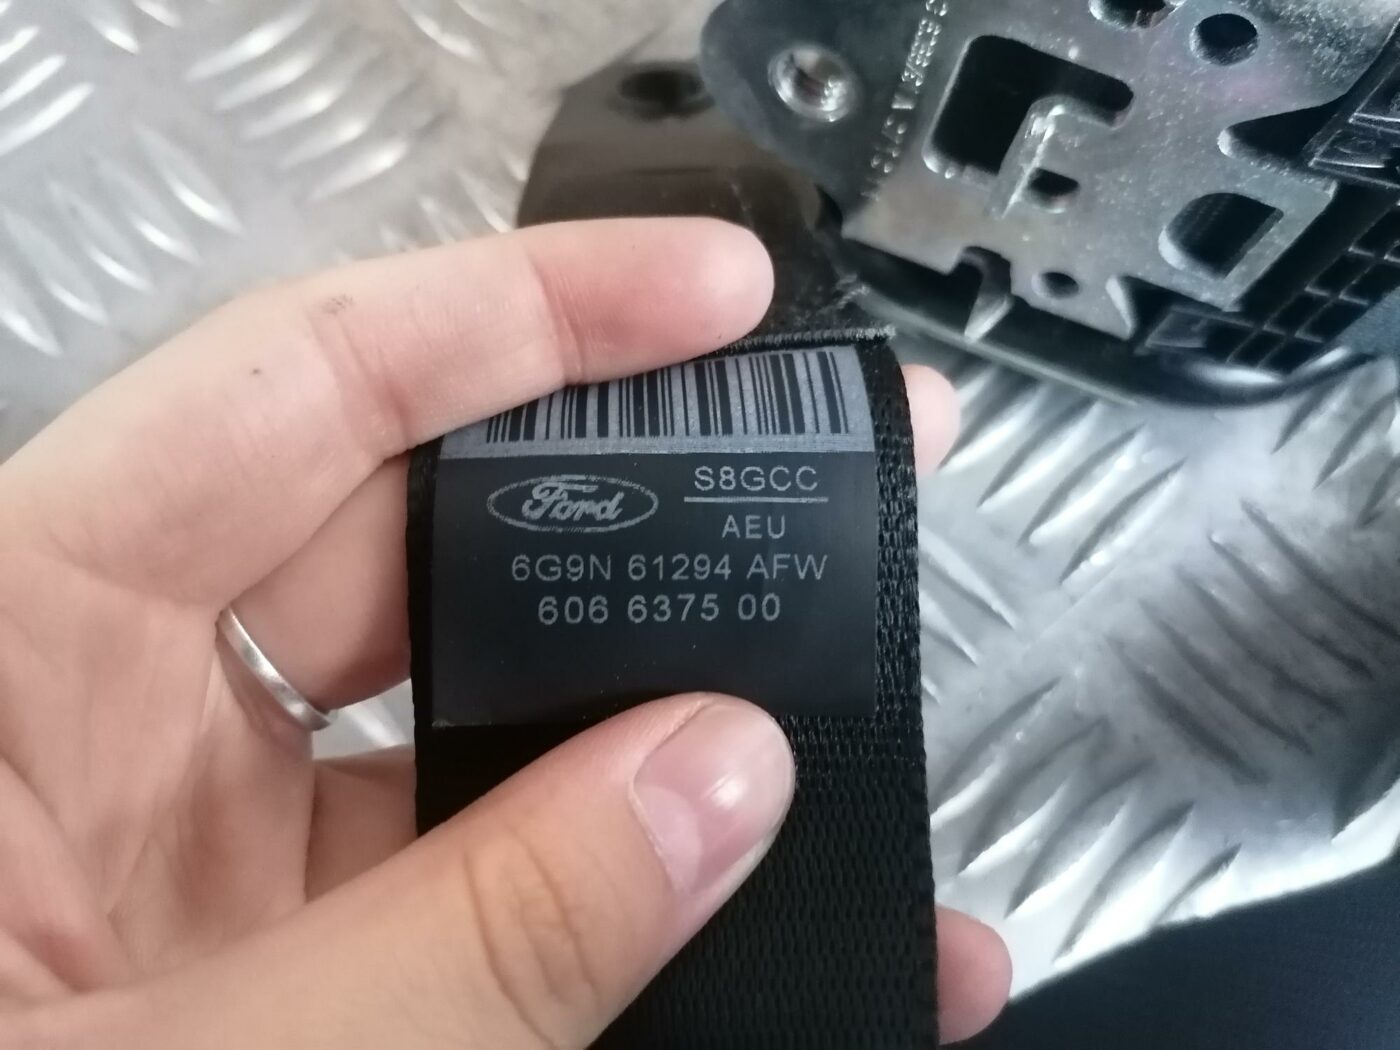 Ford
S8GCC
AEU
6G9N 61294 AFW
606 6375 00